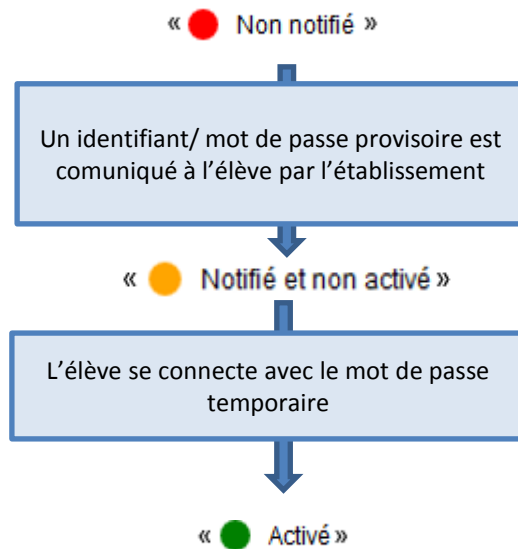 « Non notifié »
Un identifiant/ mot de passe provisoire est
comuniqué à l’élève par l’établissement
« Notifié et non activé »
L’élève se connecte avec le mot de passe
temporaire
« Activé »